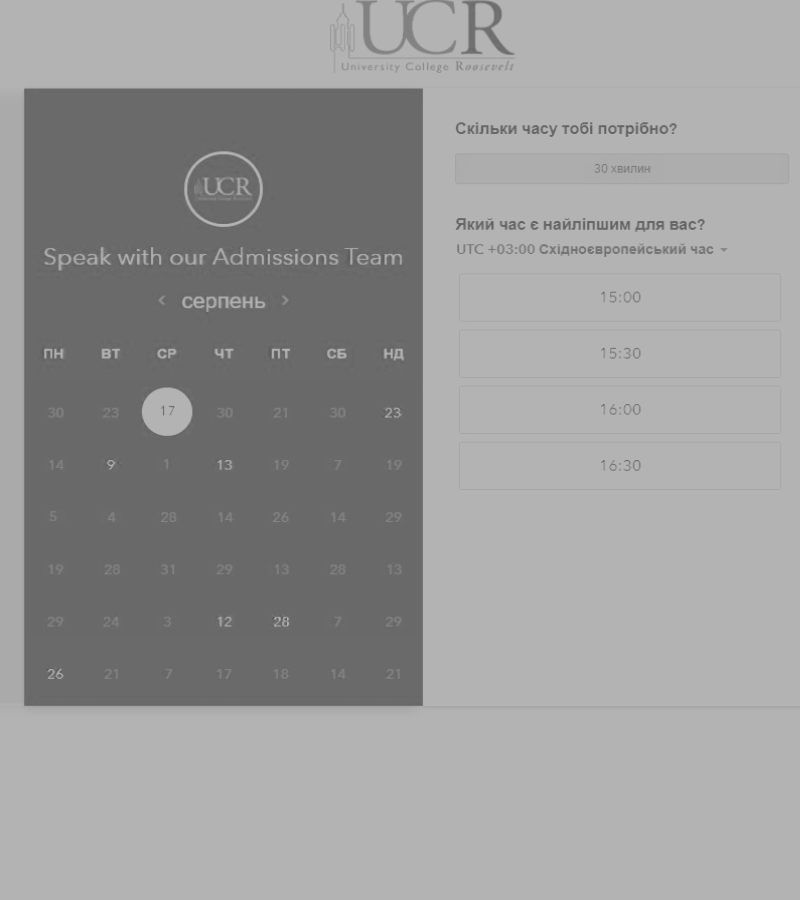 UCR
University College Roosevelt
UCR
Speak with our Admissions Team
серпень
ПН ВТ СР ЧТ ПТ СБ НД
30 23 17 30 21 30 23
14 9 1 13 19 7 19
5 4 28 14 26 14 29
19 28 31 29 13 28 13
29 24 3 12 28 7 29
26 21 7 17 18 14 21
Скільки часу тобі потрібно?
30 хвилин
Який час є найліпшим для вас?
UTC +03:00 Східноєвропейський час
15:00
15:30
16:00
16:30